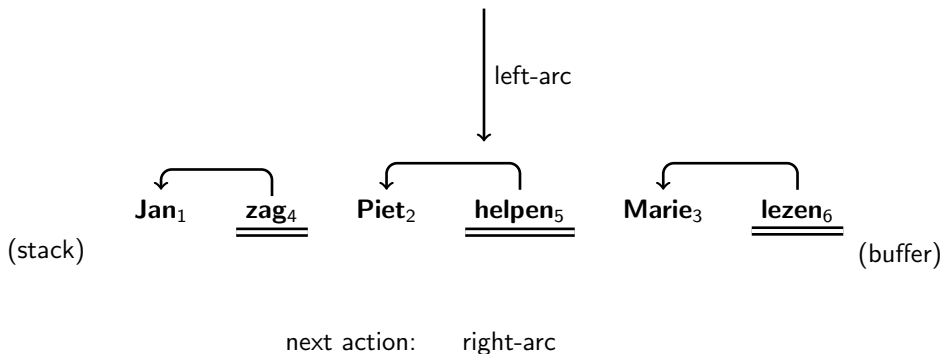 left-arc
Jan1 zag4 Piet2 helpen5 Marie3 lezen6
(stack) (buffer)
next action: right-arc